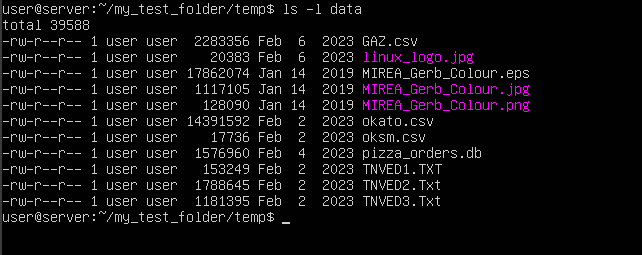 user@server:~/my_test_folder/temp$ ls -l data
total 39588
-rw-r--r-- 1 user user 2283356 Feb 6 2023 GAZ.csv
-rw-r--r-- 1 user user 20383 Feb 6 2023 linux_logo.jpg
-rw-r--r-- 1 user user 17862074 Jan 14 2019 MIREA_Gerb_Colour.eps
-rw-r--r-- 1 user user 1117105 Jan 14 2019 MIREA_Gerb_Colour.jpg
-rw-r--r-- 1 user user 128090 Jan 14 2019 MIREA_Gerb_Colour.png
-rw-r--r-- 1 user user 14391592 Feb 2 2023 okato.csv
-rw-r--r-- 1 user user 17736 Feb 2 2023 oksm.csv
-rw-r--r-- 1 user user 1576960 Feb 4 2023 pizza_orders.db
-rw-r--r-- 1 user user 153249 Feb 2 2023 TNVED1.TXT
-rw-r--r-- 1 user user 1788645 Feb 2 2023 TNVED2.Txt
-rw-r--r-- 1 user user 1181395 Feb 2 2023 TNVED3.Txt
user@server:~/my_test_folder/temp$ _